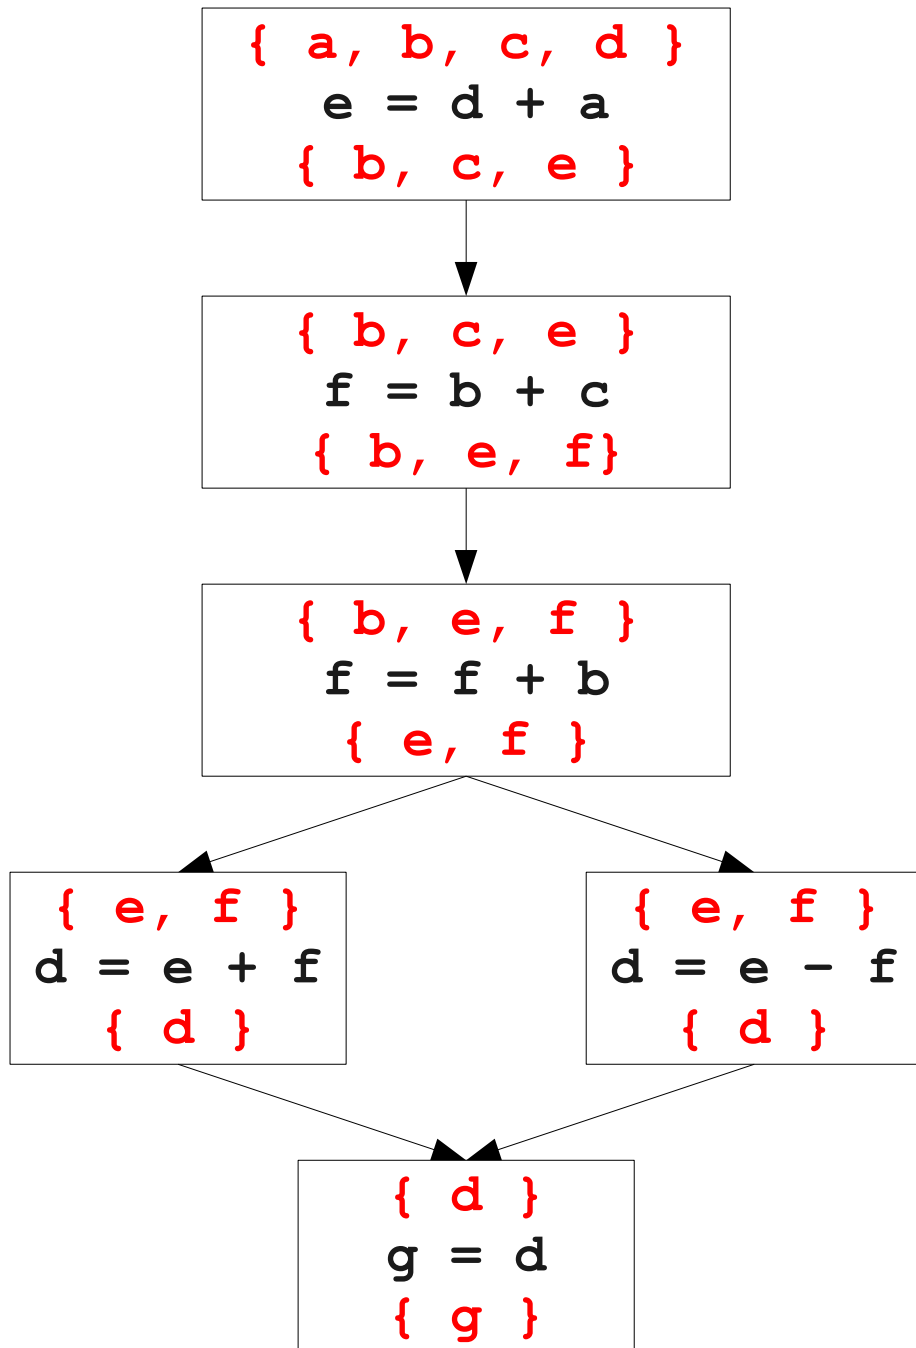 { a, b, c, d }
e = d + a
{ b, c, e }
{ b, c, e }
f = b + c
{ b, e, f}
{ b, e, f }
f = f + b
{ e, f }
{ e, f }
d = e + f
{ d }
{ e, f }
d = e - f
{ d }
{ d }
g = d
{ g }